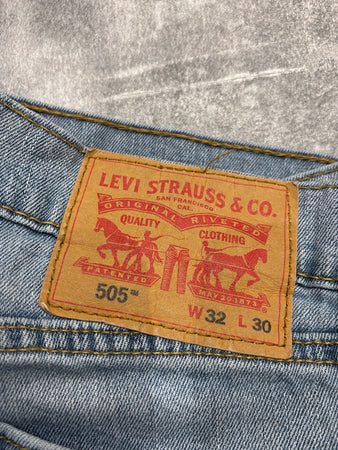 LEVI STRAUSS & CO.
SAN FRANCISCO
CAL.
ORIGINAL RIVETED
QUALITY CLOTHING
PATENTED MAY 20 1873 ®
505™
W 32 L 30